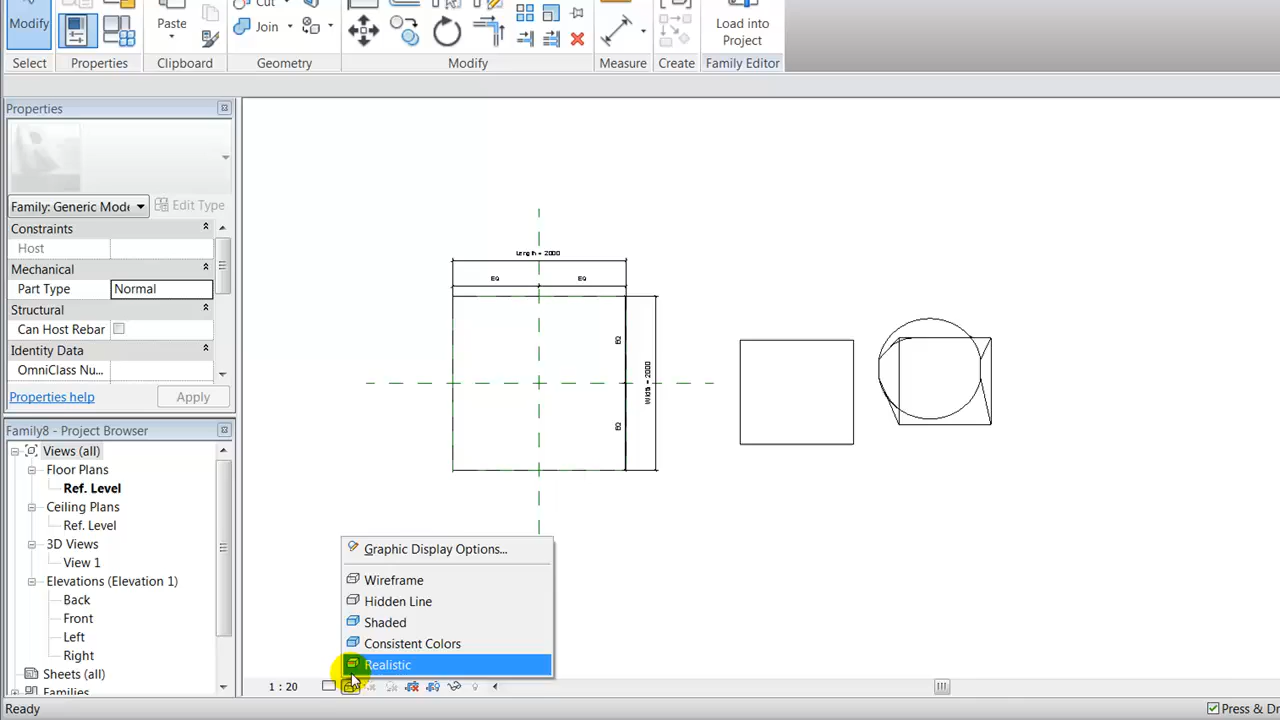 Cut
Modify
Paste
Join
Load into
Project
Select
Properties
Clipboard
Geometry
Modify
Measure
Create
Family Editor
Properties
Family: Generic Mode
Edit Type
Constraints
Host
Mechanical
Part Type
Normal
Structural
Can Host Rebar
Identity Data
OmniClass Nu...
Properties help
Apply
Family8 - Project Browser
Views (all)
Floor Plans
Ref. Level
Ceiling Plans
Ref. Level
3D Views
View 1
Elevations (Elevation 1)
Back
Front
Left
Right
Sheets (all)
Families
Length = 2000
EQ
EQ
EQ
Width = 2000
EQ
Graphic Display Options...
Wireframe
Hidden Line
Shaded
Consistent Colors
Realistic
1 : 20
Ready
Press & Dr